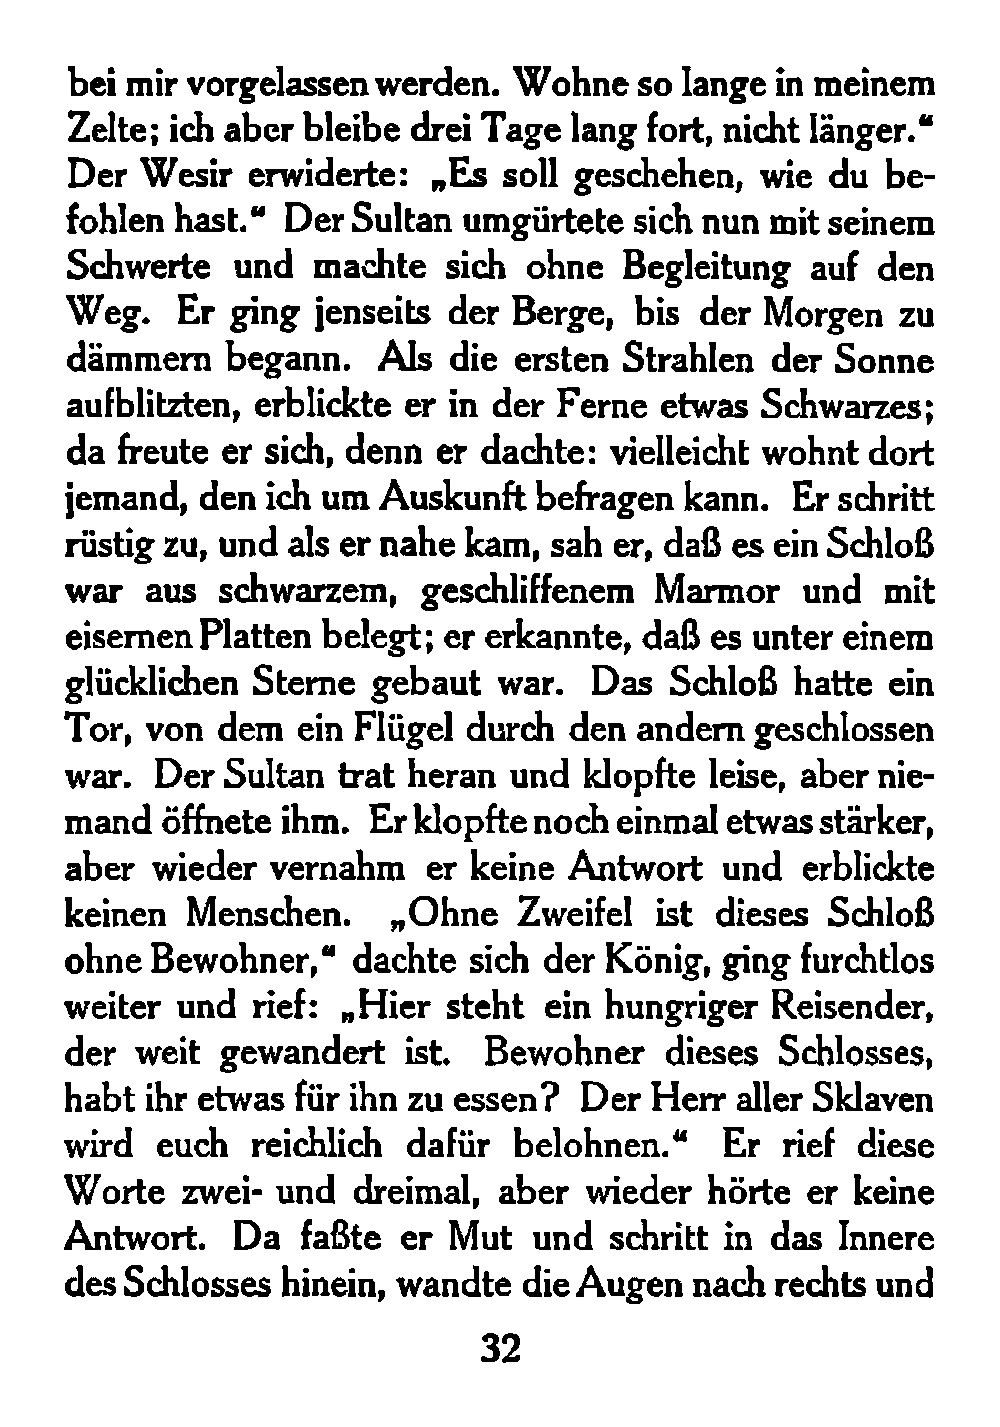 bei mir vorgelassen werden. Wohne so lange in meinem
Zelte; ich aber bleibe drei Tage lang fort, nicht länger.“
Der Wesir erwiderte: „Es soll geschehen, wie du be-
fohlen hast.“ Der Sultan umgürtete sich nun mit seinem
Schwerte und machte sich ohne Begleitung auf den
Weg. Er ging jenseits der Berge, bis der Morgen zu
dämmern begann. Als die ersten Strahlen der Sonne
aufblitzten, erblickte er in der Ferne etwas Schwarzes;
da freute er sich, denn er dachte: vielleicht wohnt dort
jemand, den ich um Auskunft befragen kann. Er schritt
rüstig zu, und als er nahe kam, sah er, daß es ein Schloß
war aus schwarzem, geschliffenem Marmor und mit
eisernen Platten belegt; er erkannte, daß es unter einem
glücklichen Sterne gebaut war. Das Schloß hatte ein
Tor, von dem ein Flügel durch den andern geschlossen
war. Der Sultan trat heran und klopfte leise, aber nie-
mand öffnete ihm. Er klopfte noch einmal etwas stärker,
aber wieder vernahm er keine Antwort und erblickte
keinen Menschen. „Ohne Zweifel ist dieses Schloß
ohne Bewohner,“ dachte sich der König, ging furchtlos
weiter und rief: „Hier steht ein hungriger Reisender,
der weit gewandert ist. Bewohner dieses Schlosses,
habt ihr etwas für ihn zu essen? Der Herr aller Sklaven
wird euch reichlich dafür belohnen.“ Er rief diese
Worte zwei- und dreimal, aber wieder hörte er keine
Antwort. Da faßte er Mut und schritt in das Innere
des Schlosses hinein, wandte die Augen nach rechts und
32